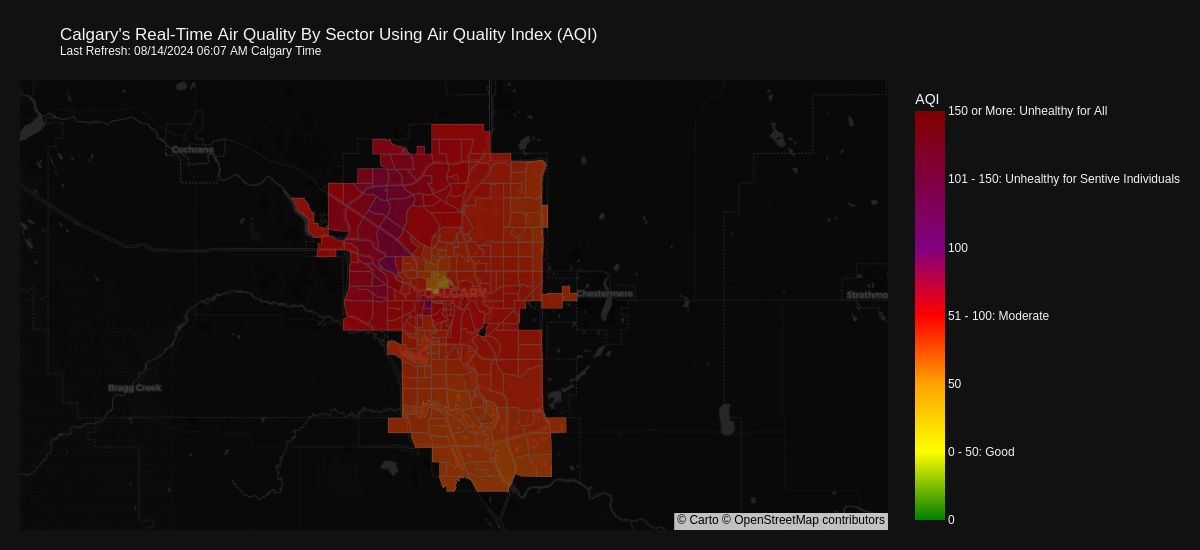 Calgary's Real-Time Air Quality By Sector Using Air Quality Index (AQI)
Last Refresh: 08/14/2024 06:07 AM Calgary Time
AQI
150 or More: Unhealthy for All
Cochrane
101 - 150: Unhealthy for Sentive Individuals
100
CALGARY
Chestermere
Strathmo
51 - 100: Moderate
50
Bragg Creek
0 - 50: Good
© Carto © OpenStreetMap contributors
0